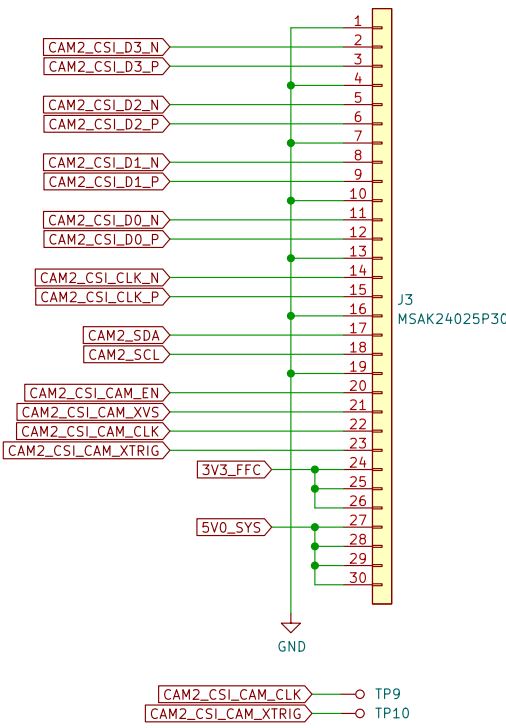 1
CAM2_CSI_D3_N 2
CAM2_CSI_D3_P 3
4
CAM2_CSI_D2_N 5
CAM2_CSI_D2_P 6
7
CAM2_CSI_D1_N 8
CAM2_CSI_D1_P 9
10
CAM2_CSI_D0_N 11
CAM2_CSI_D0_P 12
13
CAM2_CSI_CLK_N 14
CAM2_CSI_CLK_P 15
J3
MSAK24025P30
16
CAM2_SDA 17
CAM2_SCL 18
19
CAM2_CSI_CAM_EN 20
CAM2_CSI_CAM_XVS 21
CAM2_CSI_CAM_CLK 22
CAM2_CSI_CAM_XTRIG 23
3V3_FFC 24
25
26
5V0_SYS 27
28
29
30
GND
CAM2_CSI_CAM_CLK TP9
CAM2_CSI_CAM_XTRIG TP10